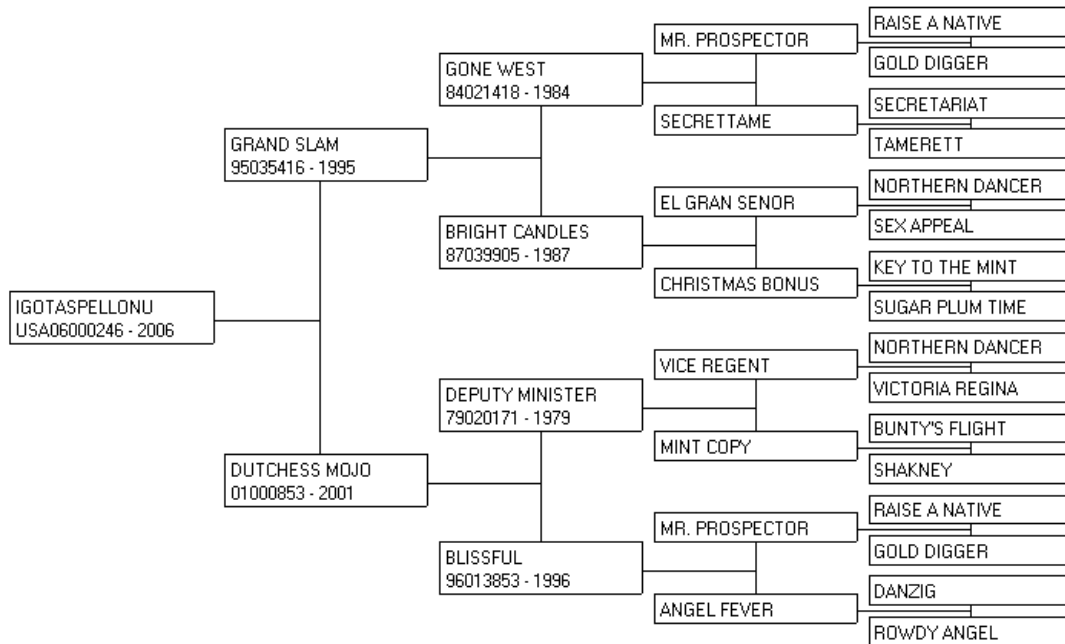 RAISE A NATIVE
MR. PROSPECTOR
GOLD DIGGER
GONE WEST
84021418 - 1984
SECRETARIAT
SECRETTAME
TAMERETT
GRAND SLAM
95035416 - 1995
NORTHERN DANCER
EL GRAN SENOR
SEX APPEAL
BRIGHT CANDLES
87039905 - 1987
KEY TO THE MINT
CHRISTMAS BONUS
SUGAR PLUM TIME
IGOTASPELLONU
USA06000246 - 2006
NORTHERN DANCER
VICE REGENT
VICTORIA REGINA
DEPUTY MINISTER
79020171 - 1979
BUNTY'S FLIGHT
MINT COPY
SHAKNEY
DUTCHESS MOJO
01000853 - 2001
RAISE A NATIVE
MR. PROSPECTOR
GOLD DIGGER
BLISSFUL
96013853 - 1996
DANZIG
ANGEL FEVER
ROWDY ANGEL